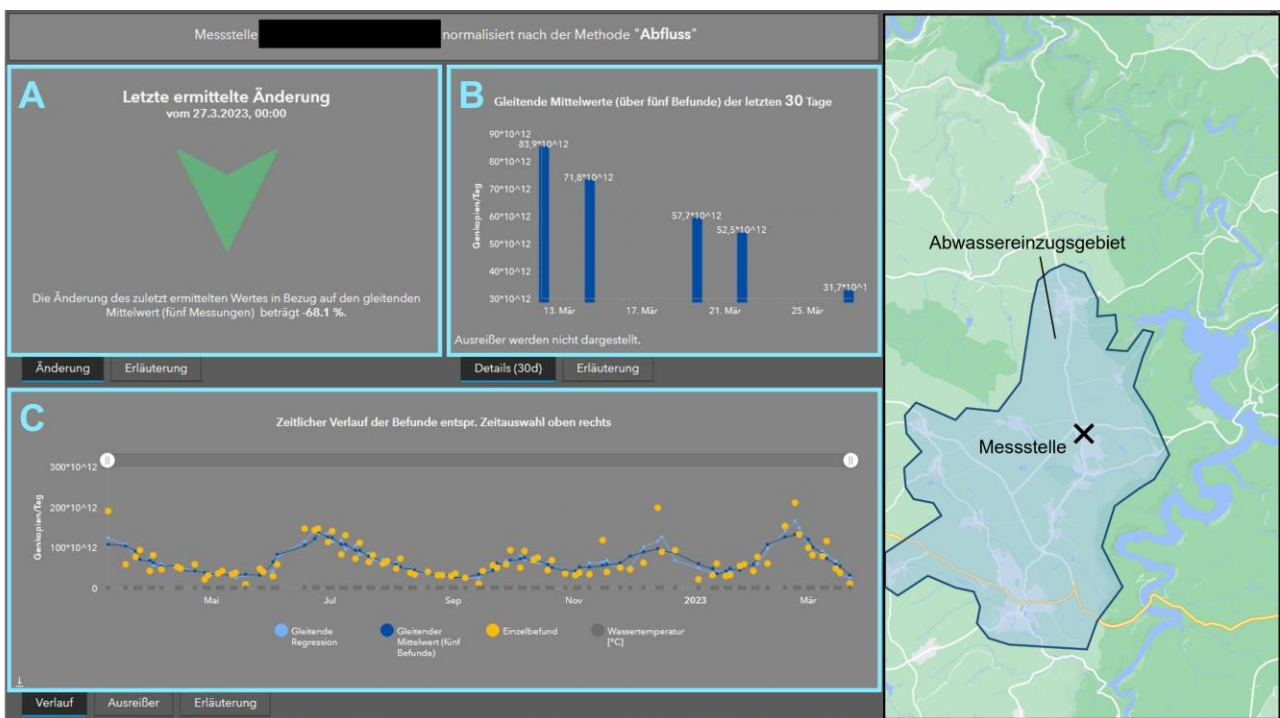 Messstelle normalisiert nach der Methode "Abfluss"
A
Letzte ermittelte Änderung
vom 27.3.2023, 00:00
Die Änderung des zuletzt ermittelten Wertes in Bezug auf den gleitenden
Mittelwert (fünf Messungen) beträgt -68.1 %.
Änderung
Erläuterung
B
Gleitende Mittelwerte (über fünf Befunde) der letzten 30 Tage
Genkopien/Tag
90*10^12
80*10^12
70*10^12
60*10^12
50*10^12
40*10^12
30*10^12
83,9*10^12
71,8*10^12
57,7*10^12
52,5*10^12
31,7*10^1
13. Mär
17. Mär
21. Mär
25. Mär
Ausreißer werden nicht dargestellt.
Details (30d)
Erläuterung
C
Zeitlicher Verlauf der Befunde entspr. Zeitauswahl oben rechts
Genkopien/Tag
300*10^12
200*10^12
100*10^12
0
Mai
Jul
Sep
Nov
2023
Mär
Gleitende
Regression
Gleitender
Mittelwert (fünf
Befunde)
Einzelbefund
Wassertemperatur
[°C]
Verlauf
Ausreißer
Erläuterung
Abwassereinzugsgebiet
Messstelle